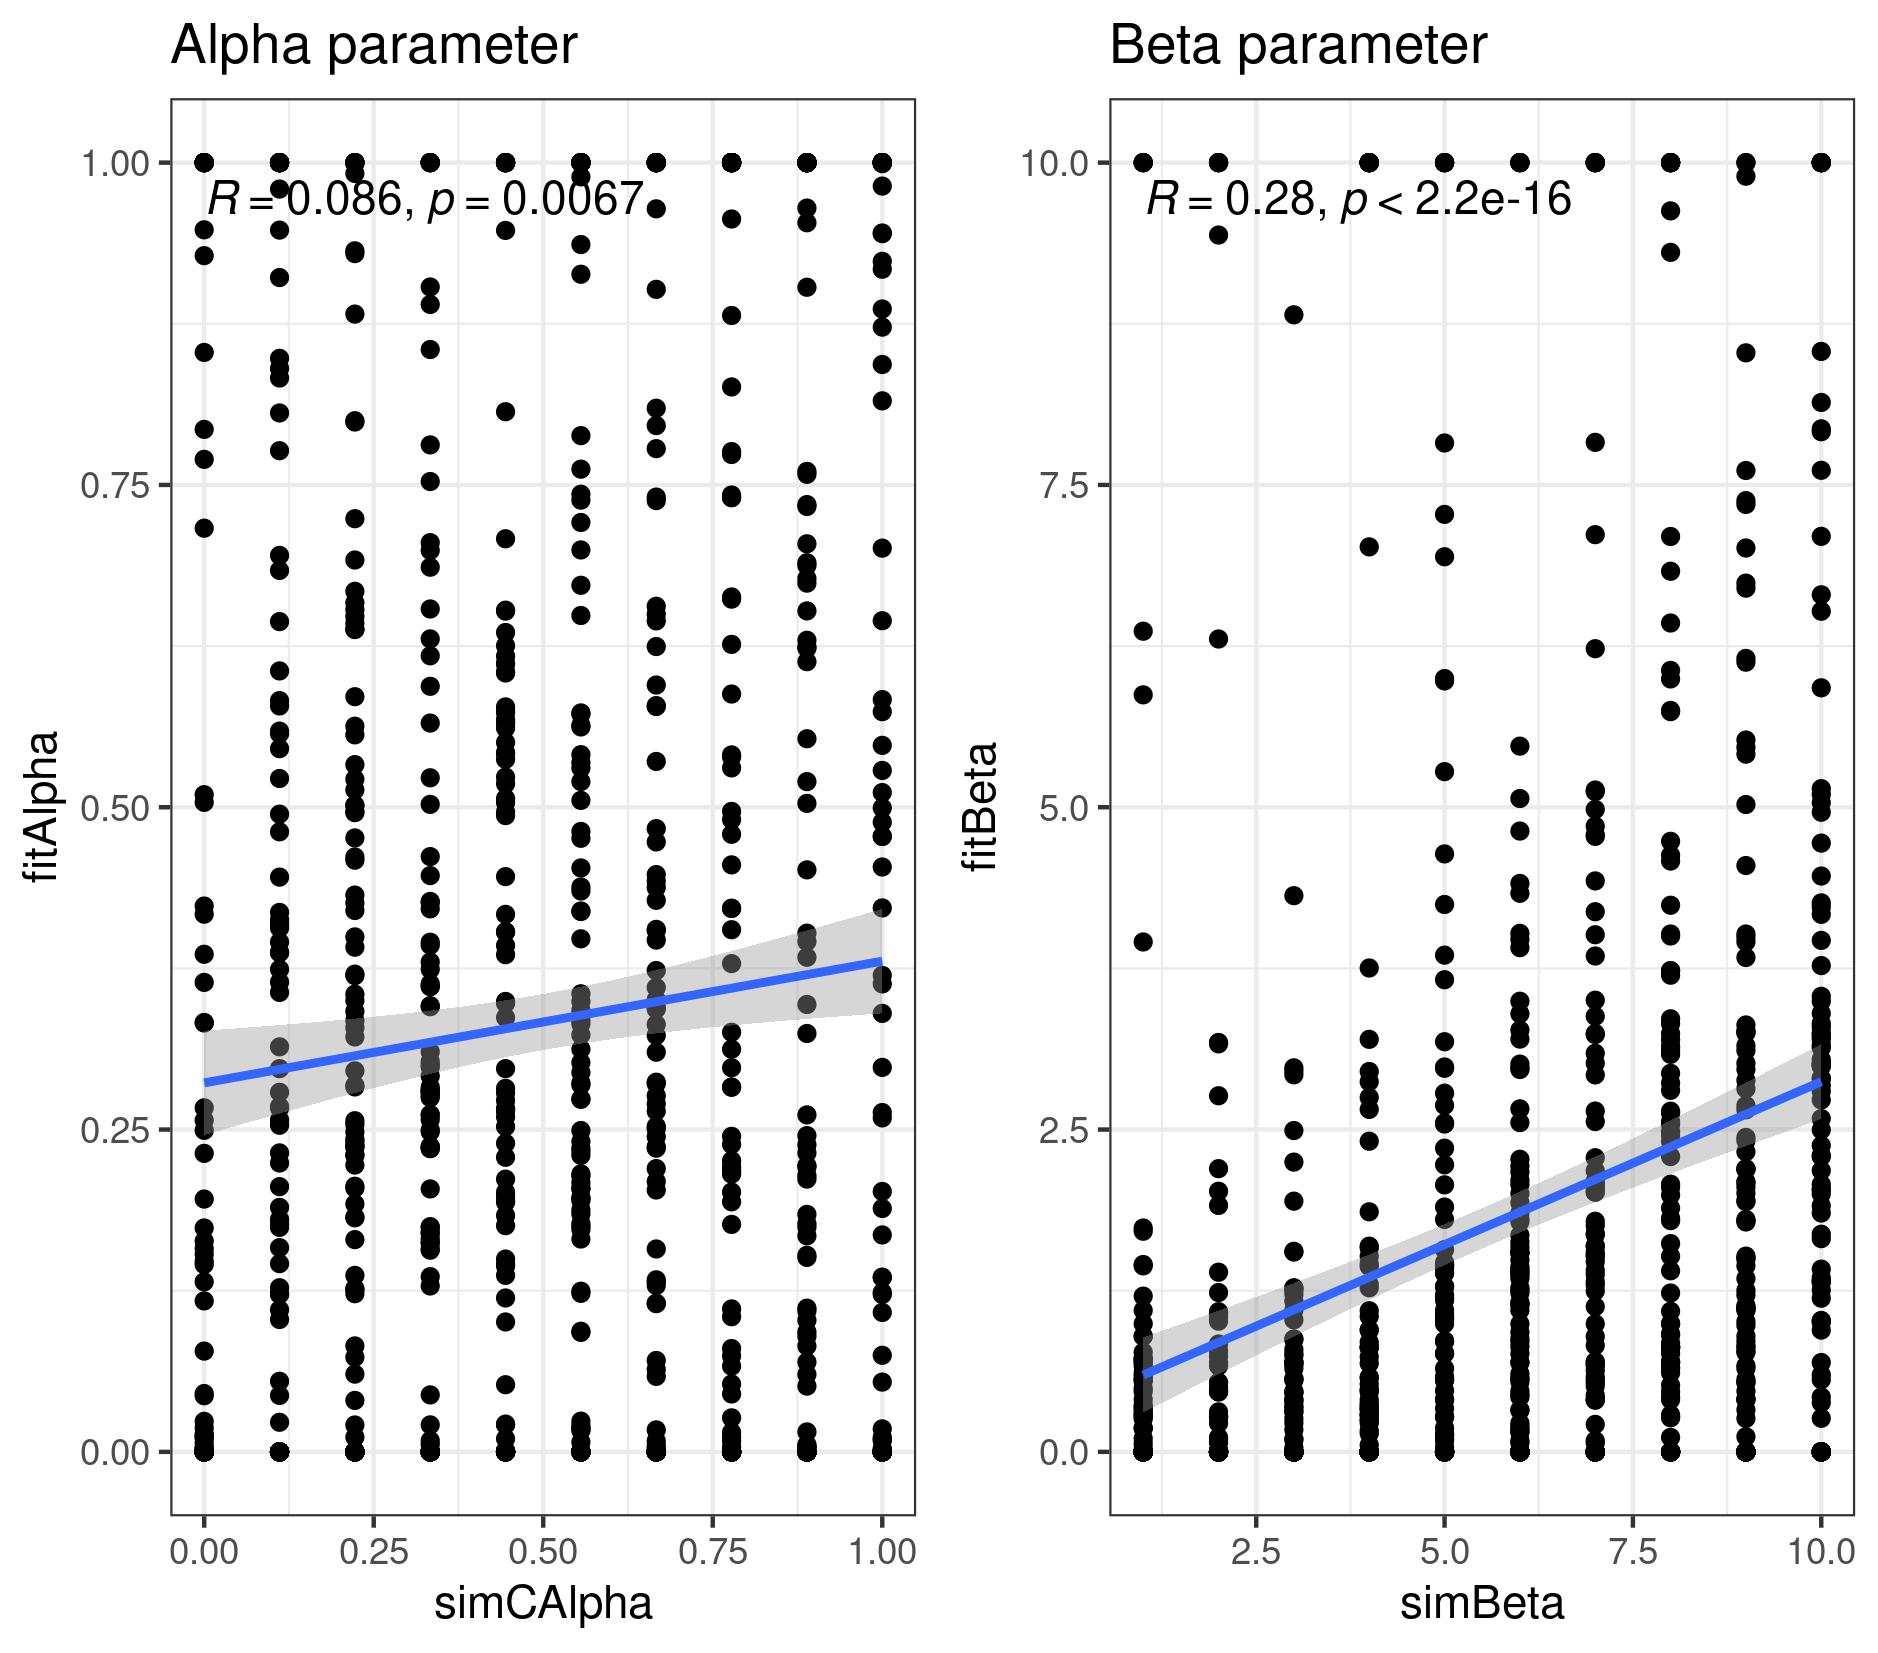 Alpha parameter
R = 0.086, p = 0.0067
1.00
0.75
0.50
0.25
0.00
fitAlpha
0.00 0.25 0.50 0.75 1.00
simCAlpha
Beta parameter
R = 0.28, p < 2.2e-16
10.0
7.5
5.0
2.5
0.0
fitBeta
2.5 5.0 7.5 10.0
simBeta